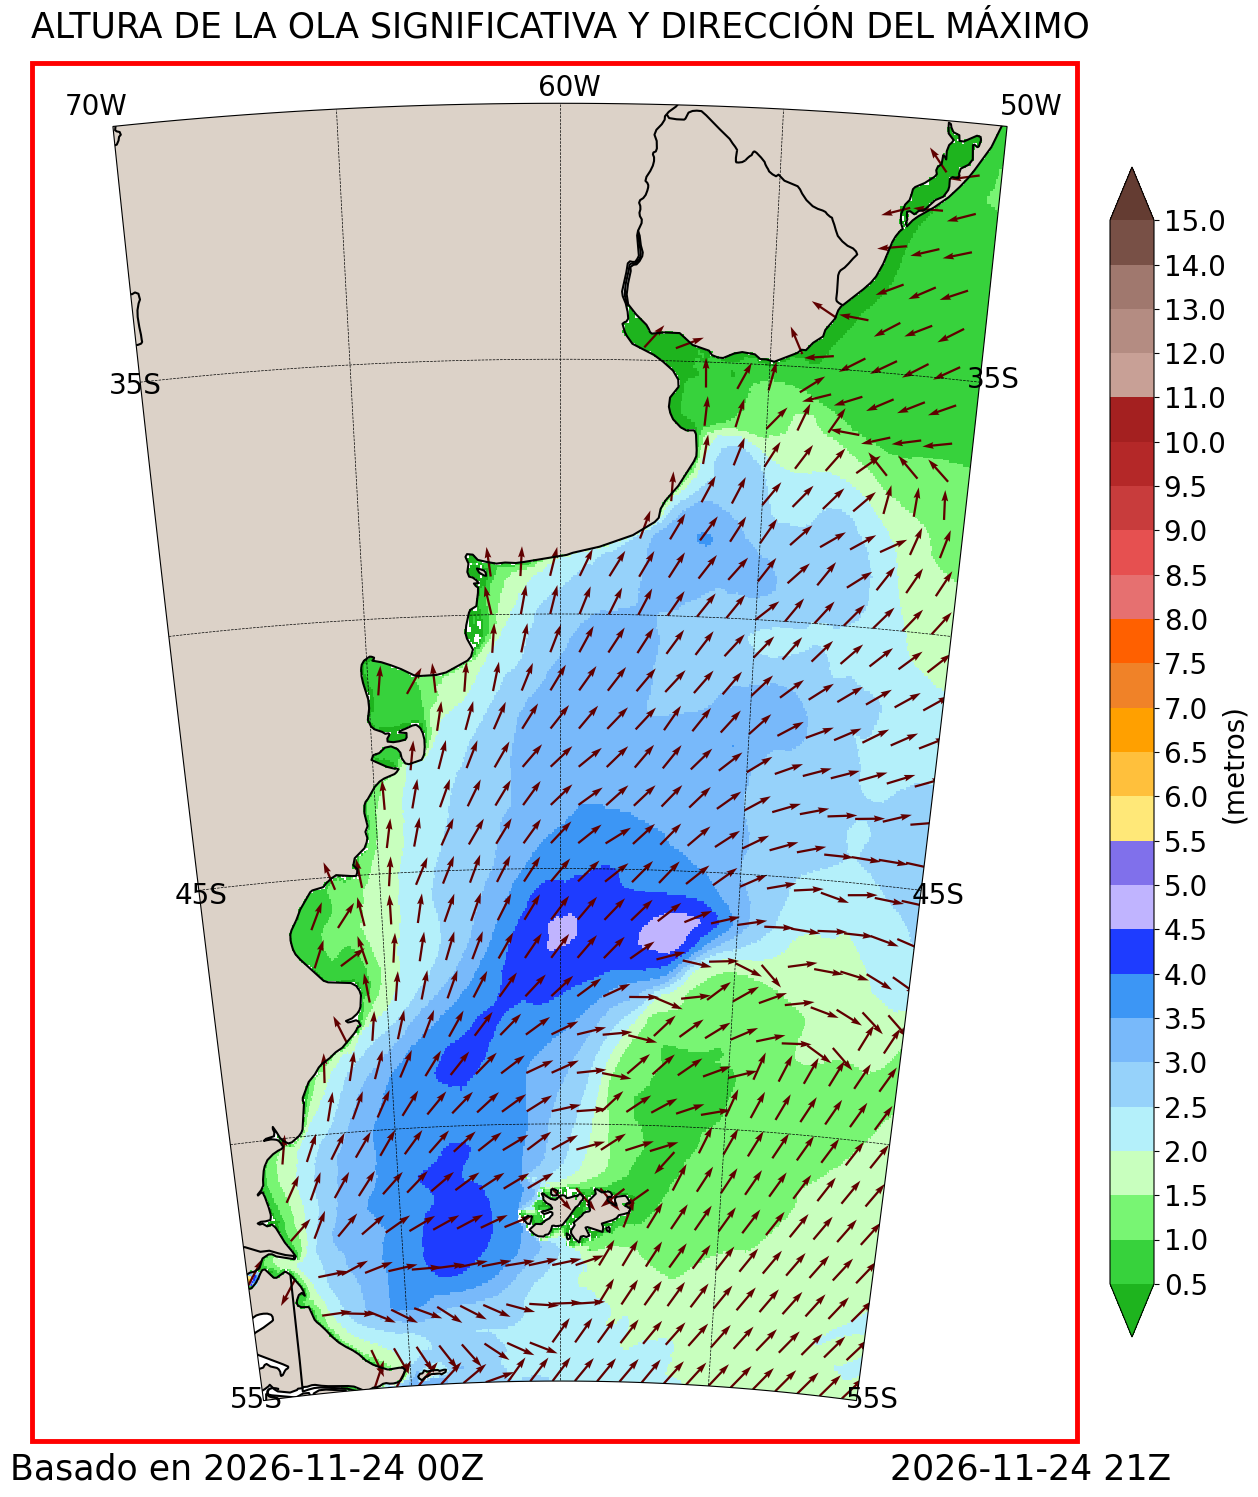 ALTURA DE LA OLA SIGNIFICATIVA Y DIRECCIÓN DEL MÁXIMO
70W
60W
50W
35S
35S
45S
45S
55S
55S
15.0
14.0
13.0
12.0
11.0
10.0
9.5
9.0
8.5
8.0
7.5
7.0
6.5
6.0
5.5
5.0
4.5
4.0
3.5
3.0
2.5
2.0
1.5
1.0
0.5
(metros)
Basado en 2026-11-24 00Z
2026-11-24 21Z